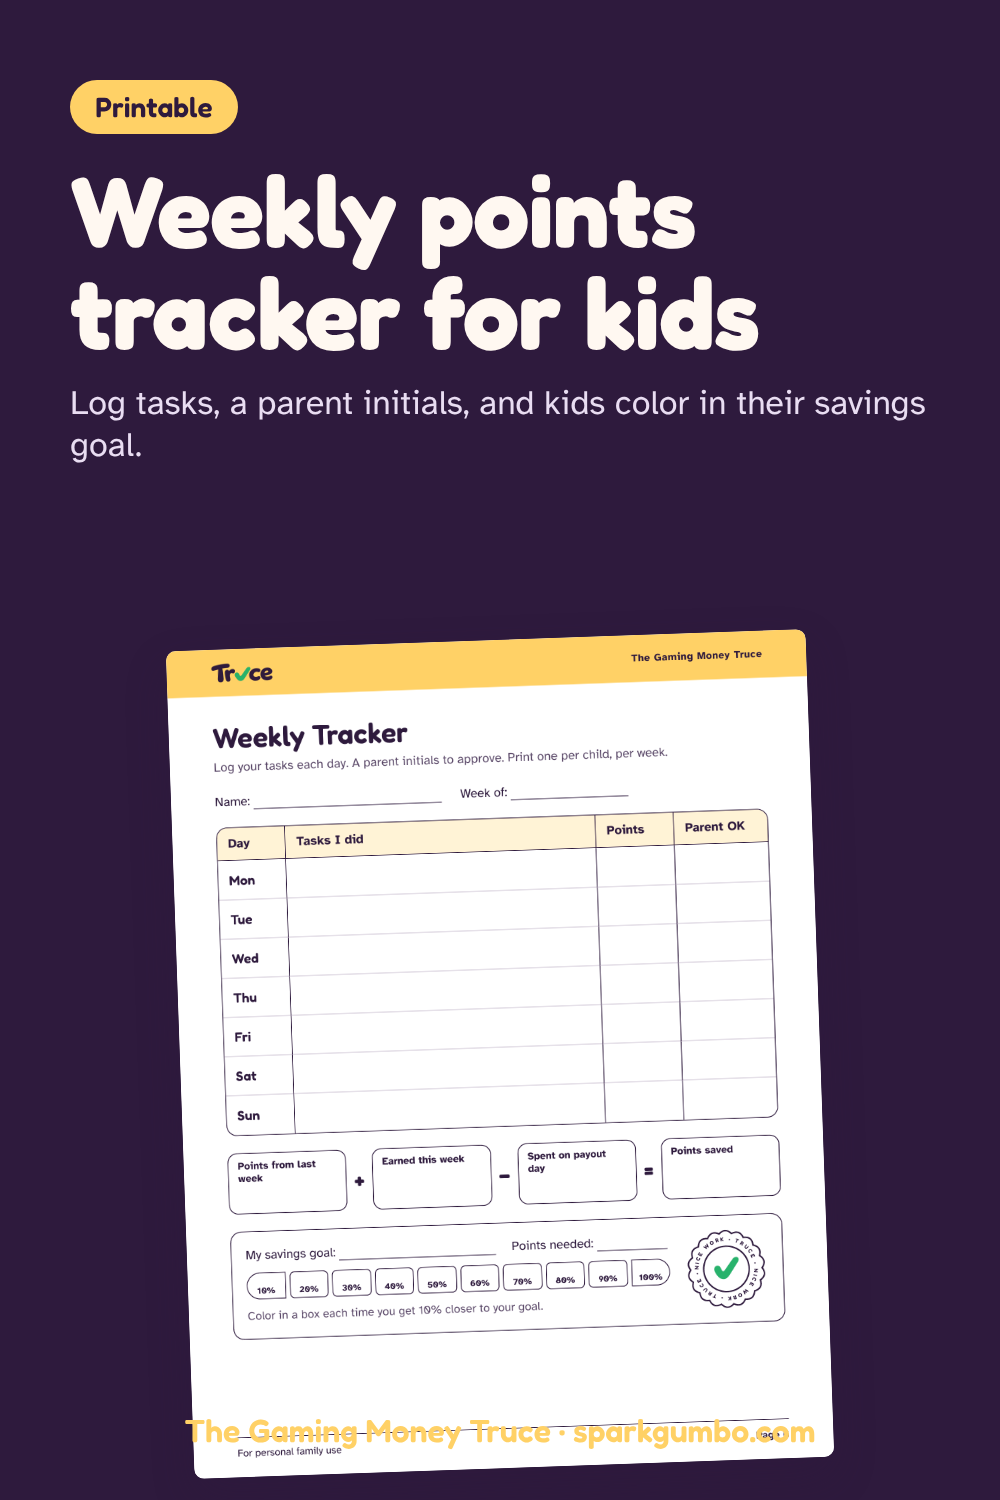 Printable
Weekly points
tracker for kids
Log tasks, a parent initials, and kids color in their savings
goal.
Truce
The Gaming Money Truce
Weekly Tracker
Log your tasks each day. A parent initials to approve. Print one per child, per week.
Name: Week of:
Day Tasks I did Points Parent OK
Mon
Tue
Wed
Thu
Fri
Sat
Sun
Points from last
week
+
Earned this week
–
Spent on payout
day
=
Points saved
My savings goal: Points needed:
10% 20% 30% 40% 50% 60% 70% 80% 90% 100%
Color in a box each time you get 10% closer to your goal.
NICE WORK · TRUCE · NICE WORK · TRUCE ·
The Gaming Money Truce · sparkgumbo.com
For personal family use